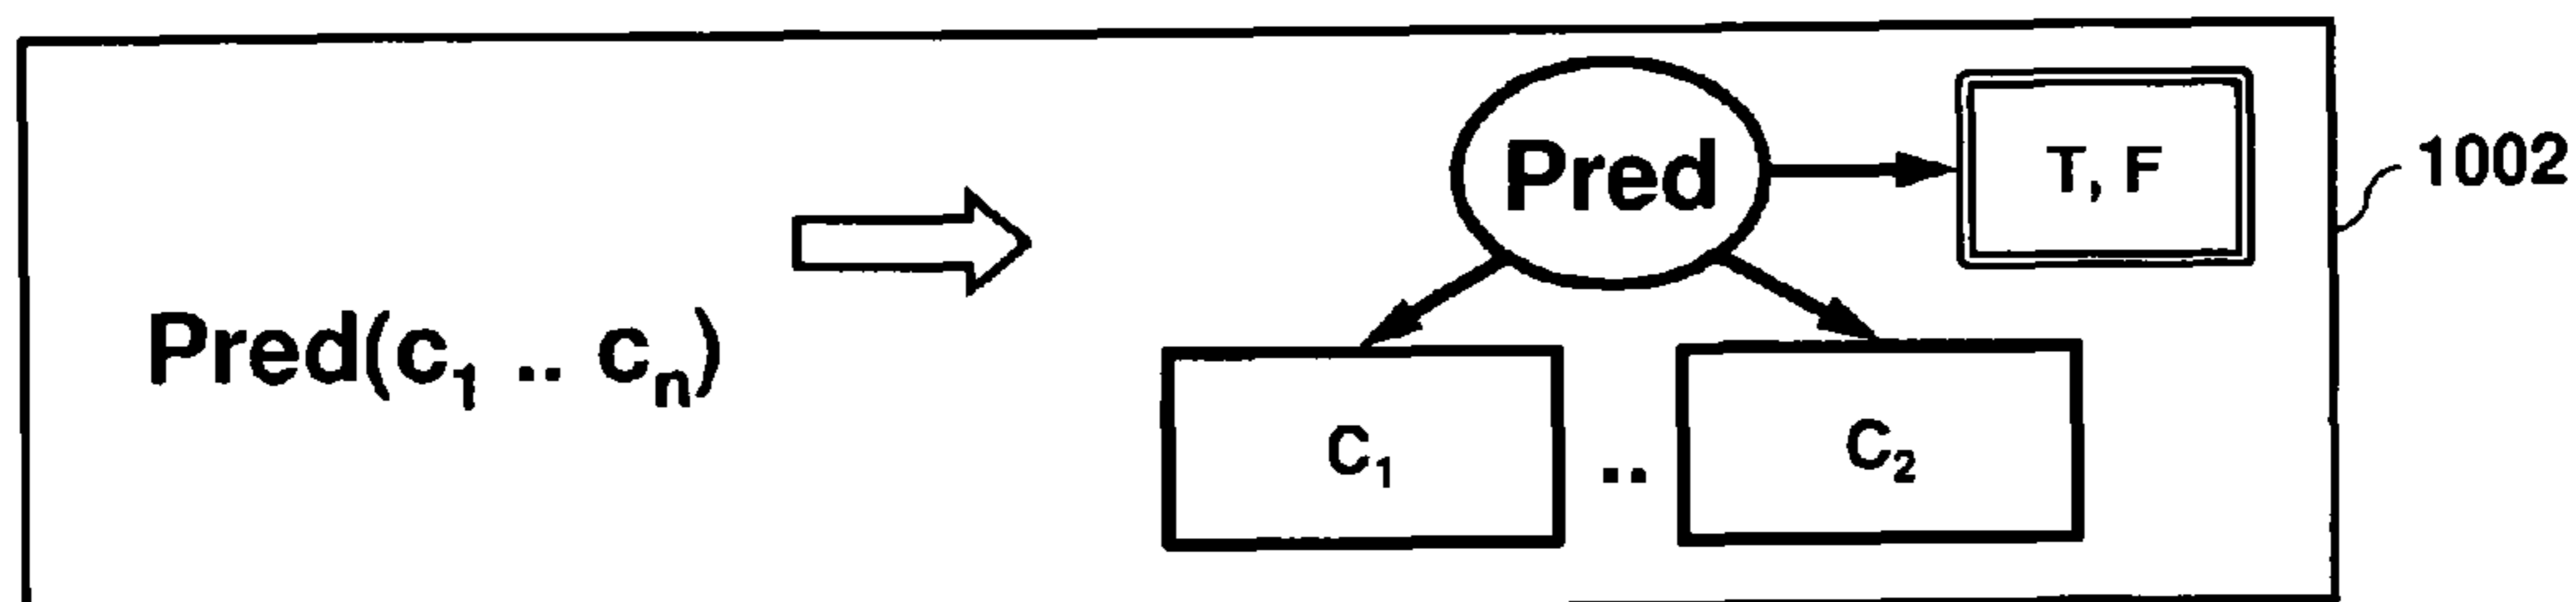 Pred
T, F
1002
Pred(c₁ .. cₙ)
C₁ .. C₂